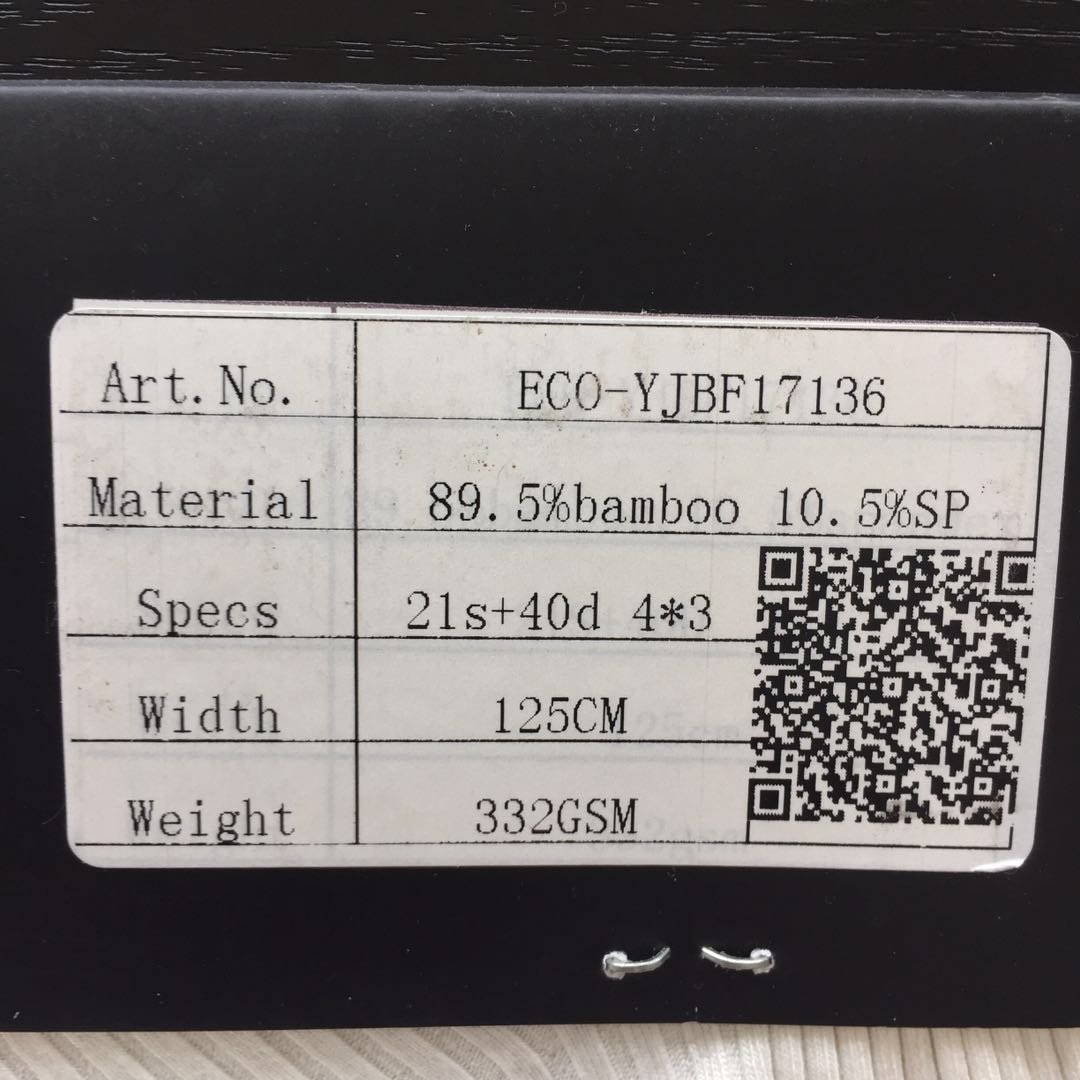 Art.No. ECO-YJBF17136
Material 89.5%bamboo 10.5%SP
Specs 21s+40d 4*3
Width 125CM
Weight 332GSM